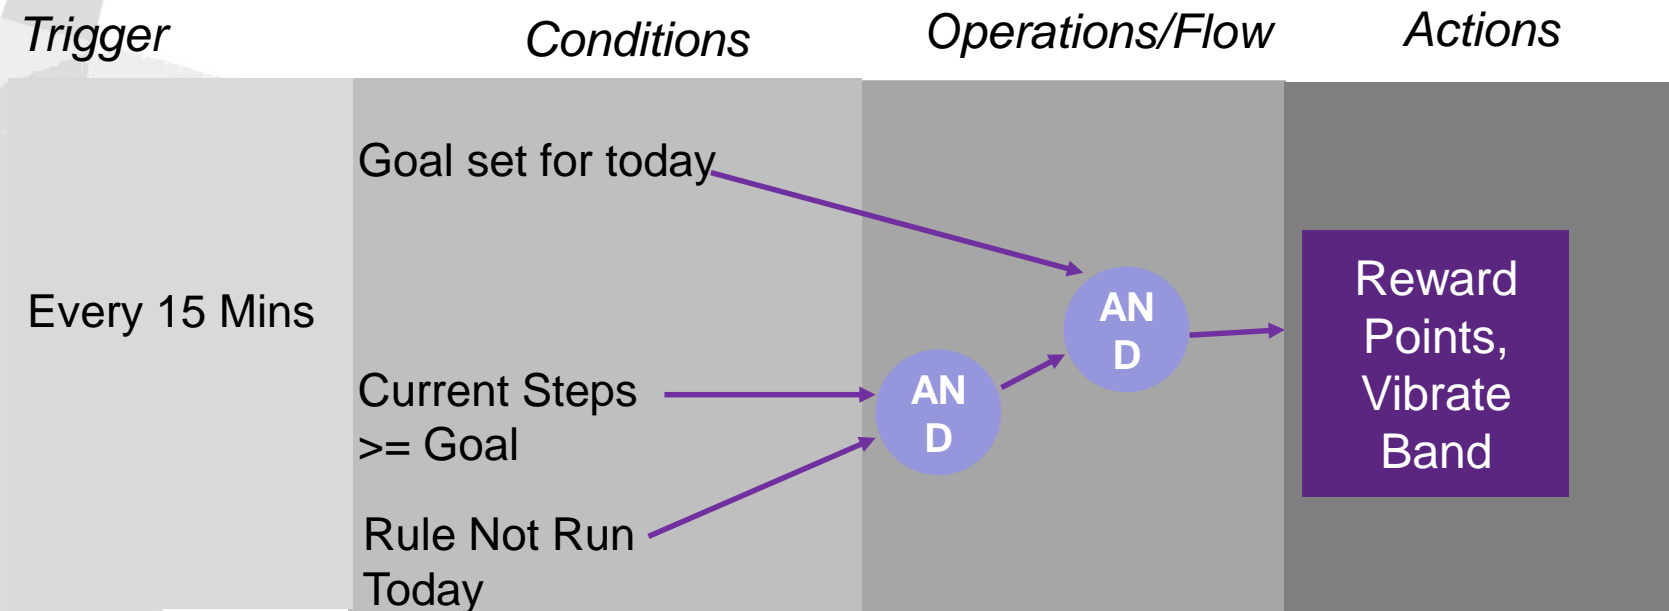 Trigger
Conditions
Operations/Flow
Actions
Every 15 Mins
Goal set for today
Current Steps
>= Goal
Rule Not Run
Today
AN
D
AN
D
Reward
Points,
Vibrate
Band